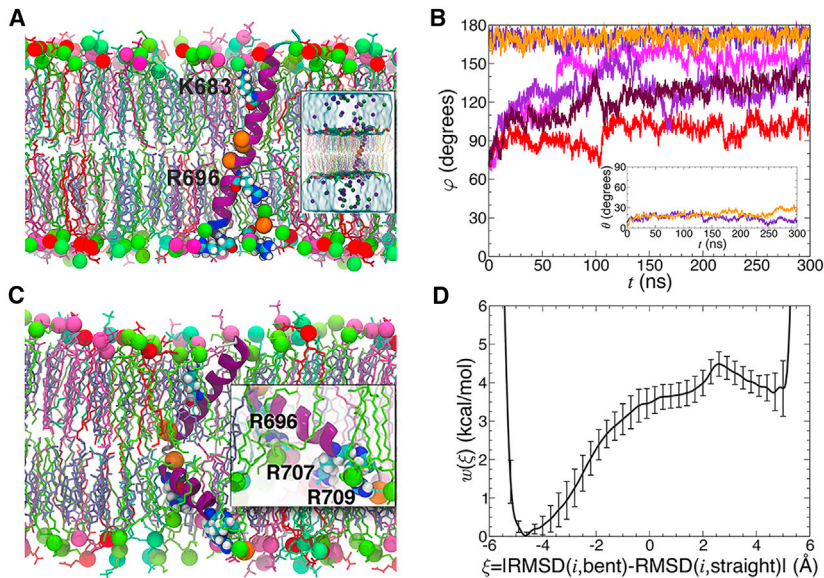 A
K683
R696
B
180
150
120
90
60
30
0
φ (degrees)
90
60
30
0
θ (degrees)
0 50 100 150 200 250 300
t (ns)
0 50 100 150 200 250 300
t (ns)
C
R696
R707
R709
D
6
5
4
3
2
1
0
w(ξ) (kcal/mol)
-6 -4 -2 0 2 4 6
ξ=|RMSD(i,bent)-RMSD(i,straight)| (Å)